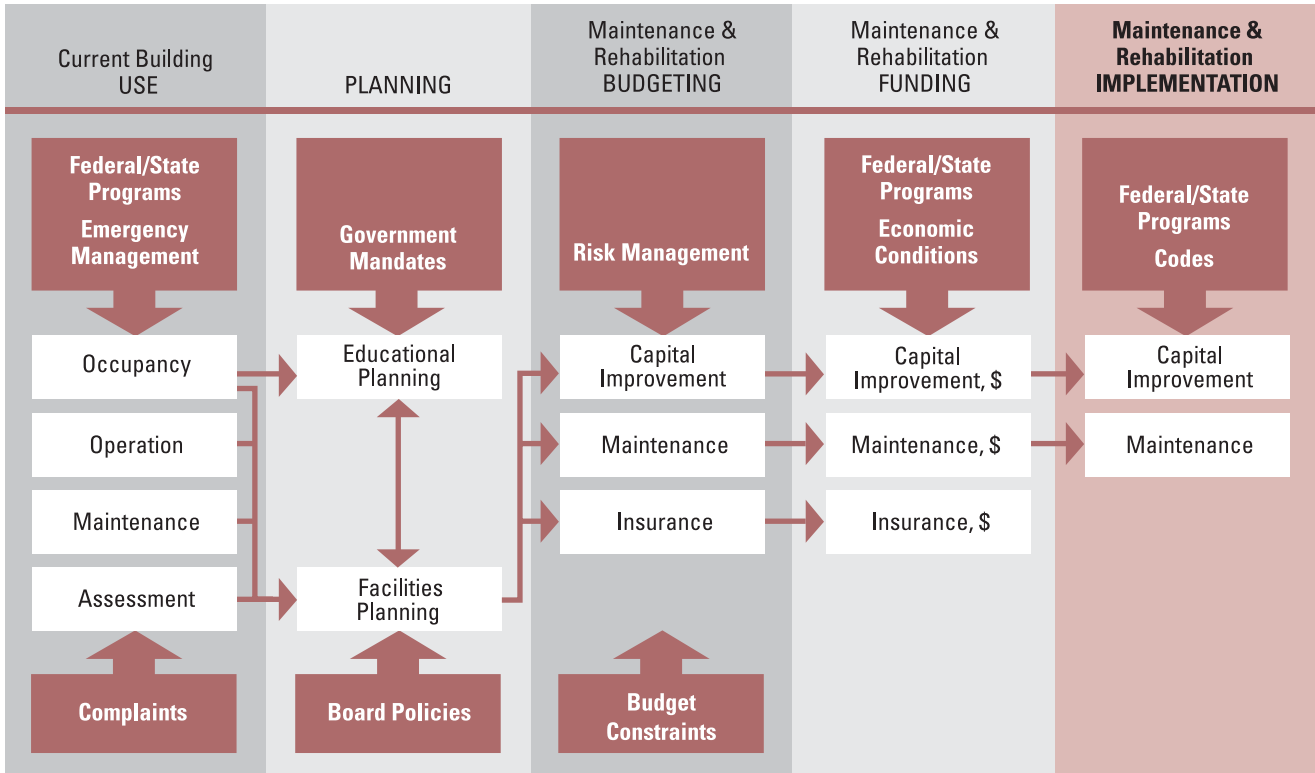 Current Building
USE
PLANNING
Maintenance &
Rehabilitation
BUDGETING
Maintenance &
Rehabilitation
FUNDING
Maintenance &
Rehabilitation
IMPLEMENTATION
Federal/State
Programs
Emergency
Management
Government
Mandates
Risk Management
Federal/State
Programs
Economic
Conditions
Federal/State
Programs
Codes
Occupancy
Educational
Planning
Capital
Improvement
Capital
Improvement, $
Capital
Improvement
Operation
Maintenance
Maintenance, $
Maintenance
Maintenance
Insurance
Insurance, $
Assessment
Facilities
Planning
Complaints
Board Policies
Budget
Constraints